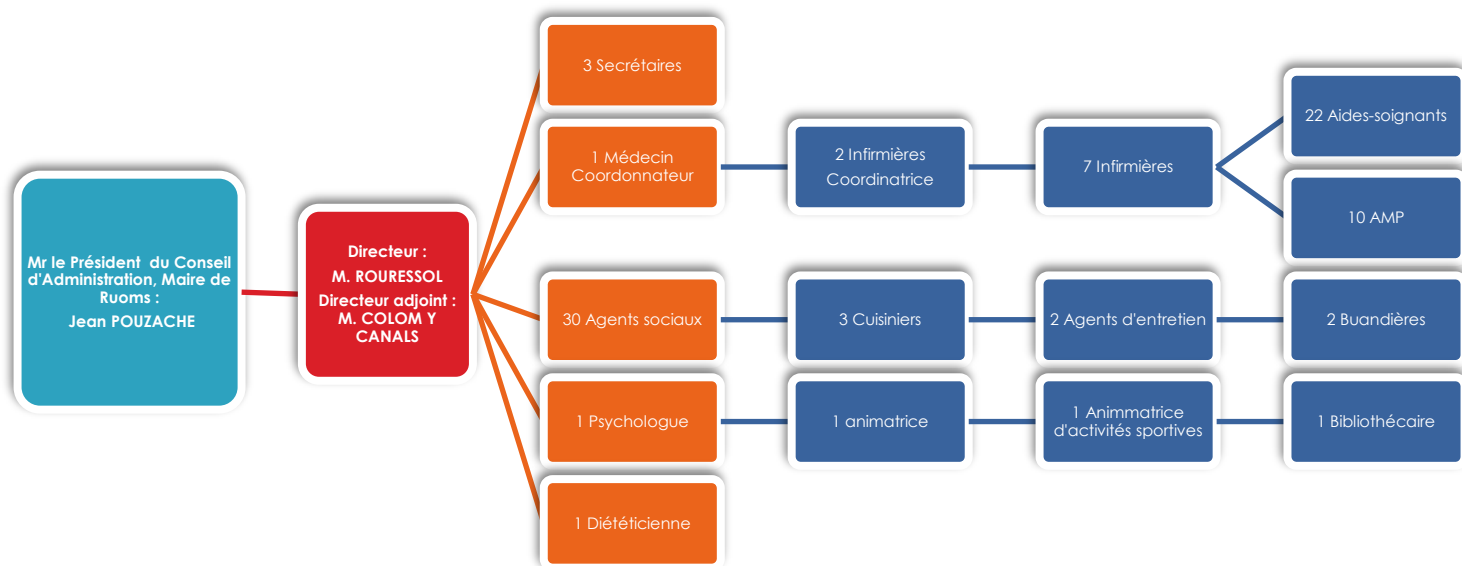 Mr le Président du Conseil
d'Administration, Maire de
Ruoms :
Jean POUZACHE
Directeur :
M. ROURESSOL
Directeur adjoint :
M. COLOM Y
CANALS
3 Secrétaires
1 Médecin
Coordonnateur
2 Infirmières
Coordinatrice
7 Infirmières
22 Aides-soignants
10 AMP
30 Agents sociaux
3 Cuisiniers
2 Agents d'entretien
2 Buandières
1 Psychologue
1 animatrice
1 Animmatrice
d'activités sportives
1 Bibliothécaire
1 Diététicienne